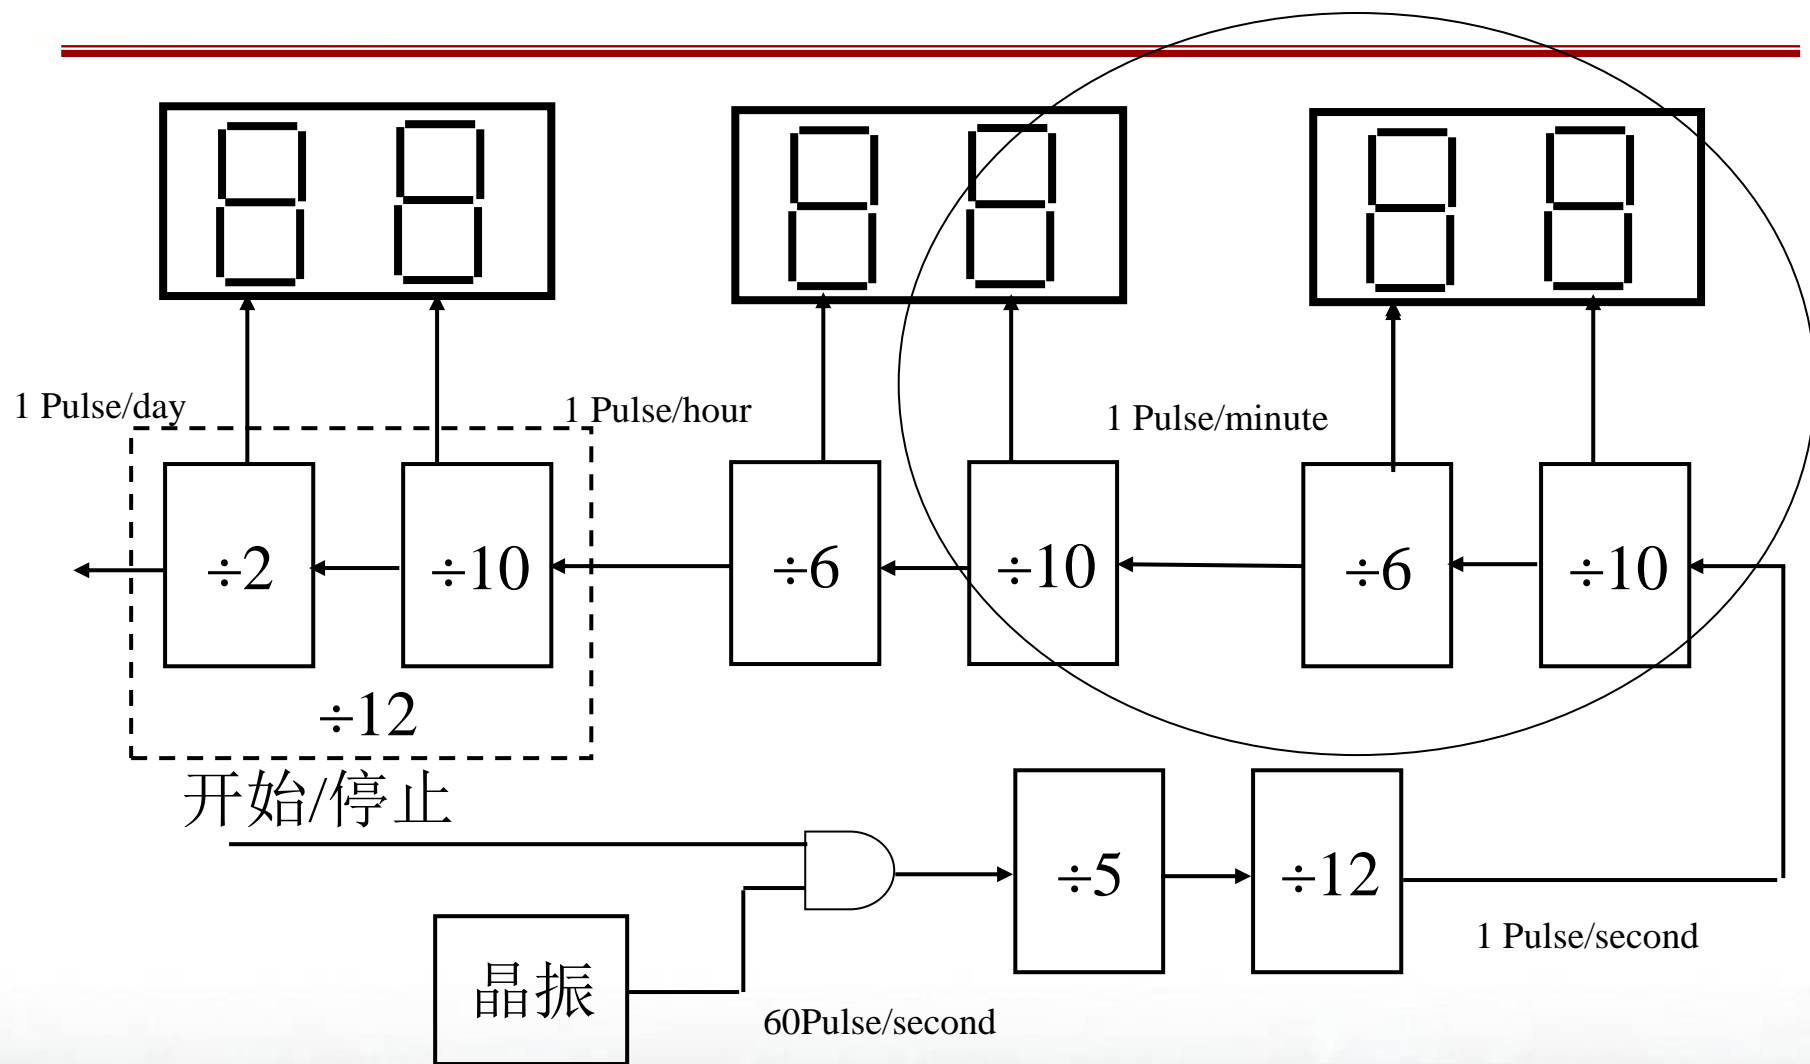 1 Pulse/day
1 Pulse/hour
1 Pulse/minute
÷2
÷10
÷6
÷10
÷6
÷10
÷12
开始/停止
÷5
÷12
1 Pulse/second
晶振
60Pulse/second